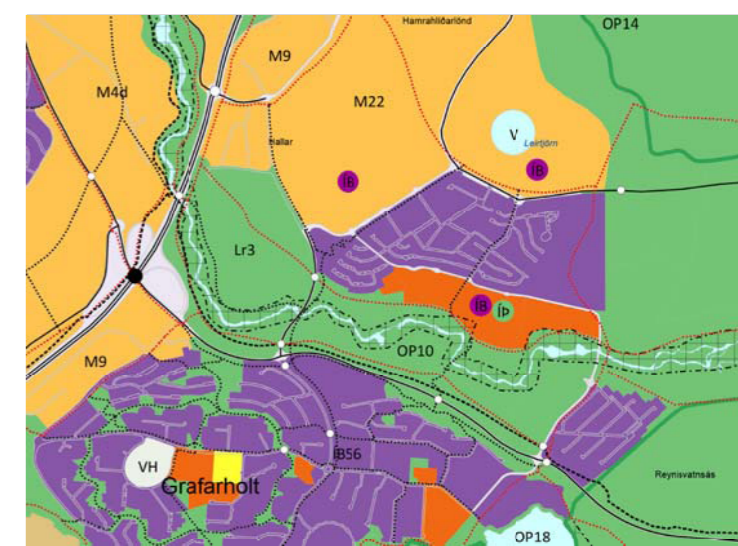 Hamrahlíðarlönd
OP14
M9
M4d
M22
V
Leirtjörn
Hallar
ÍB
ÍB
Lr3
ÍB
ÍÞ
OP10
M9
ÍB56
VH
Reynisvatnsás
Grafarholt
OP18